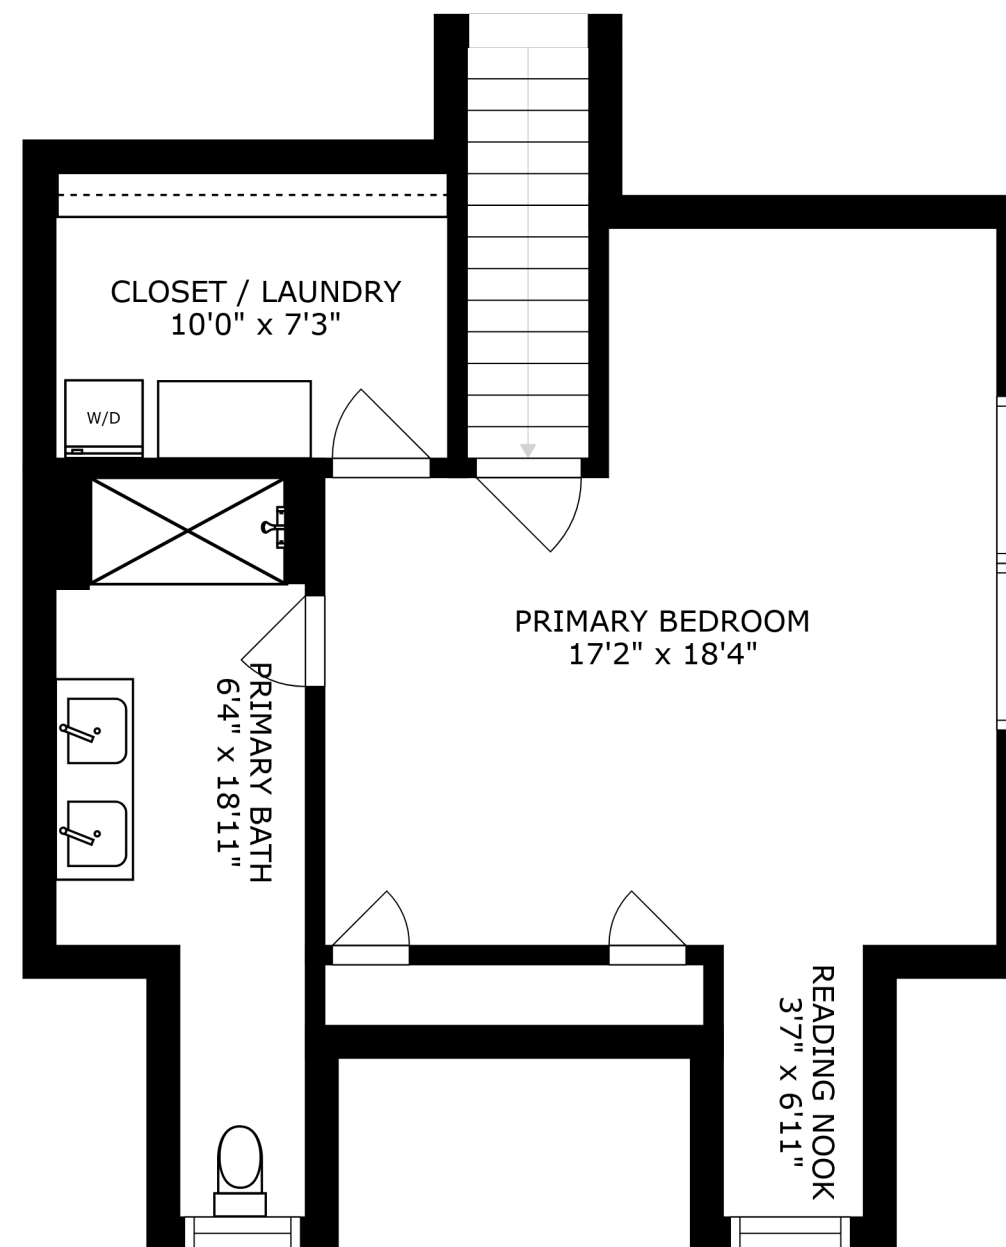 CLOSET / LAUNDRY
10'0" x 7'3"
W/D
PRIMARY BEDROOM
17'2" x 18'4"
PRIMARY BATH
6'4" x 18'11"
READING NOOK
3'7" x 6'11"